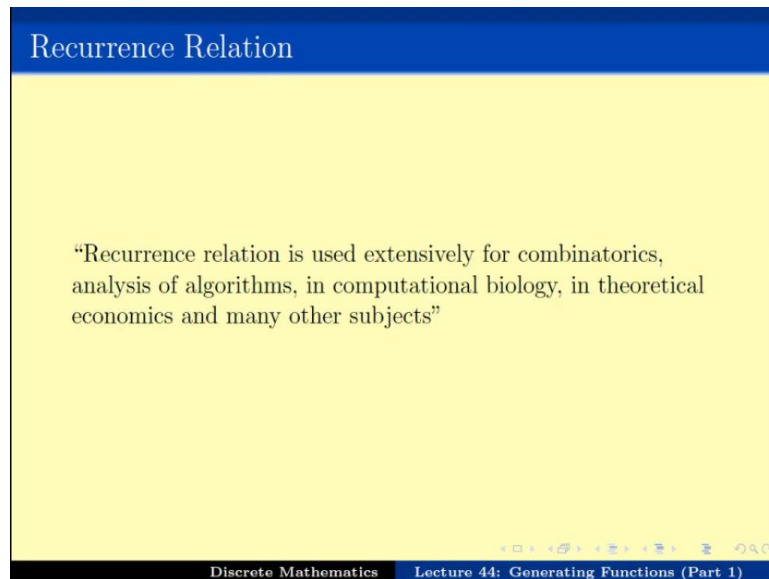 Recurrence Relation
“Recurrence relation is used extensively for combinatorics,
analysis of algorithms, in computational biology, in theoretical
economics and many other subjects”
Discrete Mathematics Lecture 44: Generating Functions (Part 1)